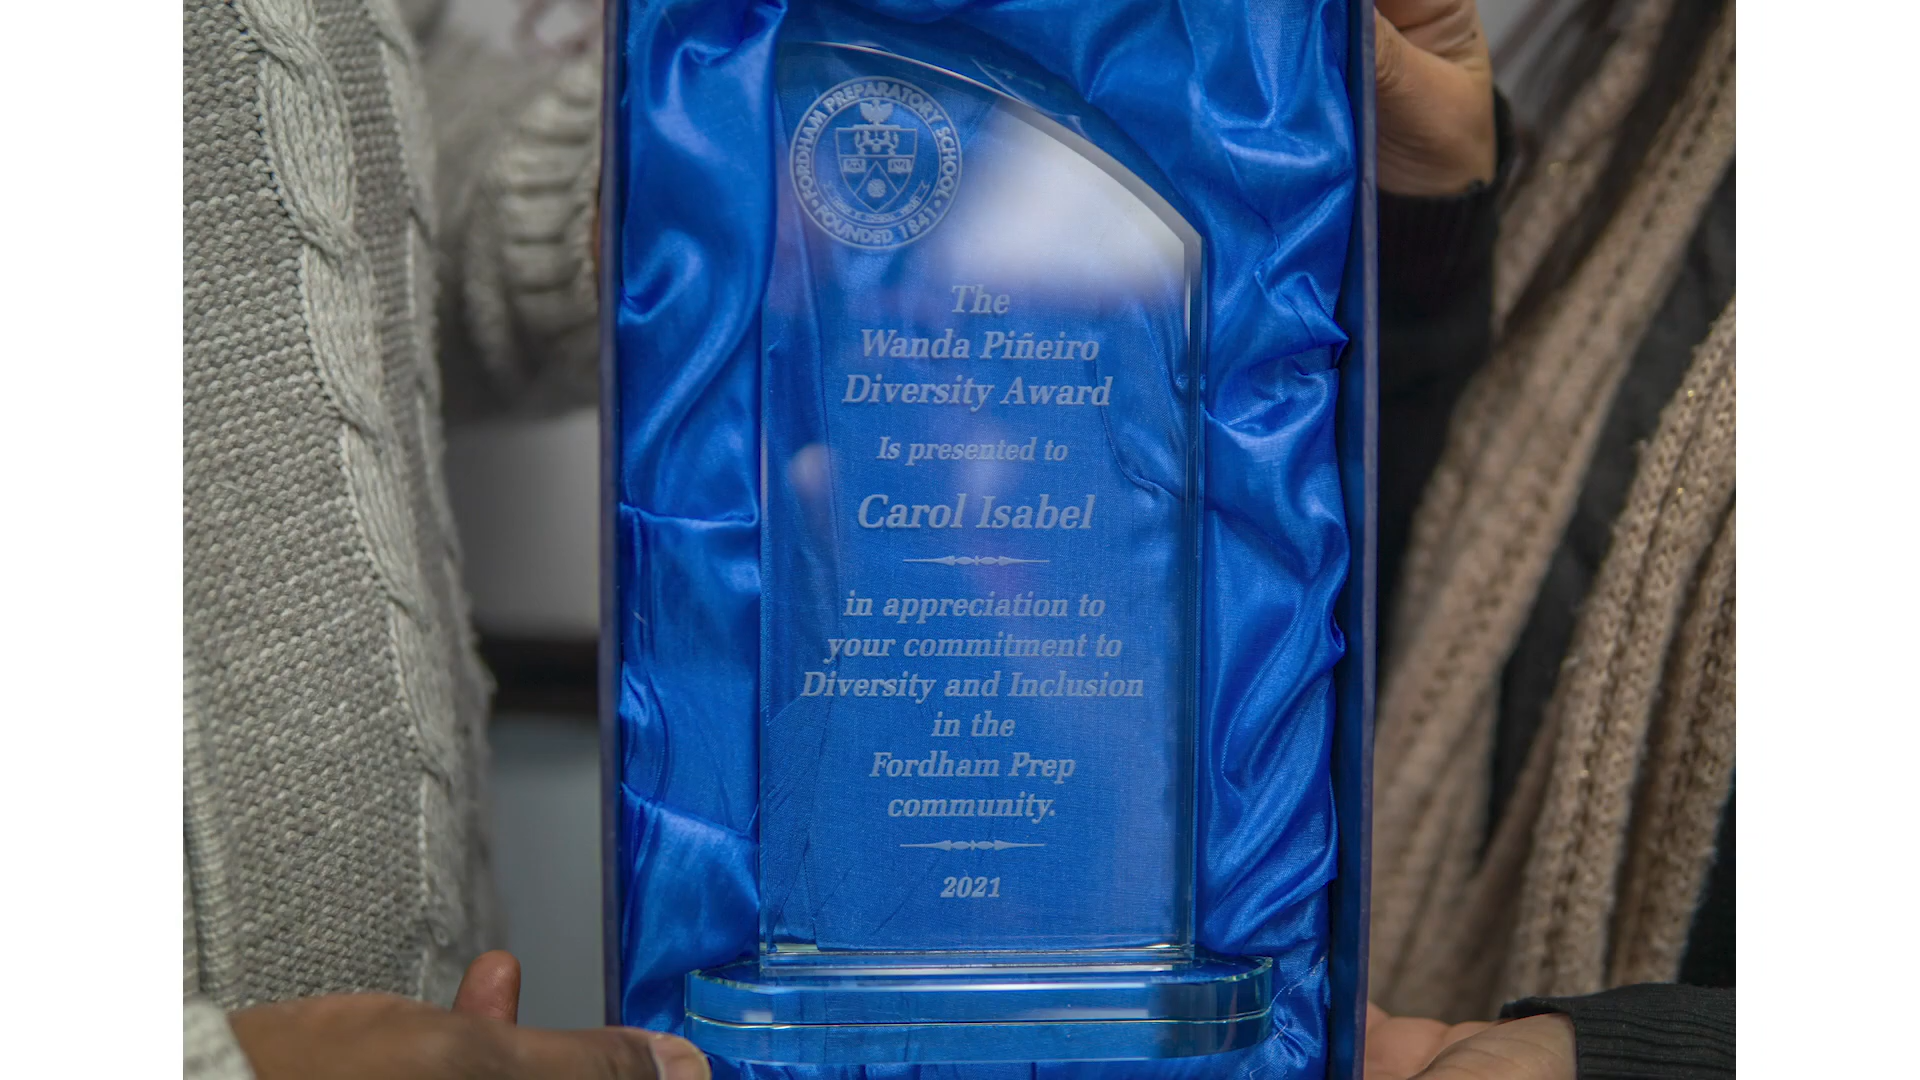 FORDHAM PREPARATORY SCHOOL
FOUNDED 1841
The
Wanda Piñeiro
Diversity Award
Is presented to
Carol Isabel
in appreciation to
your commitment to
Diversity and Inclusion
in the
Fordham Prep
community.
2021